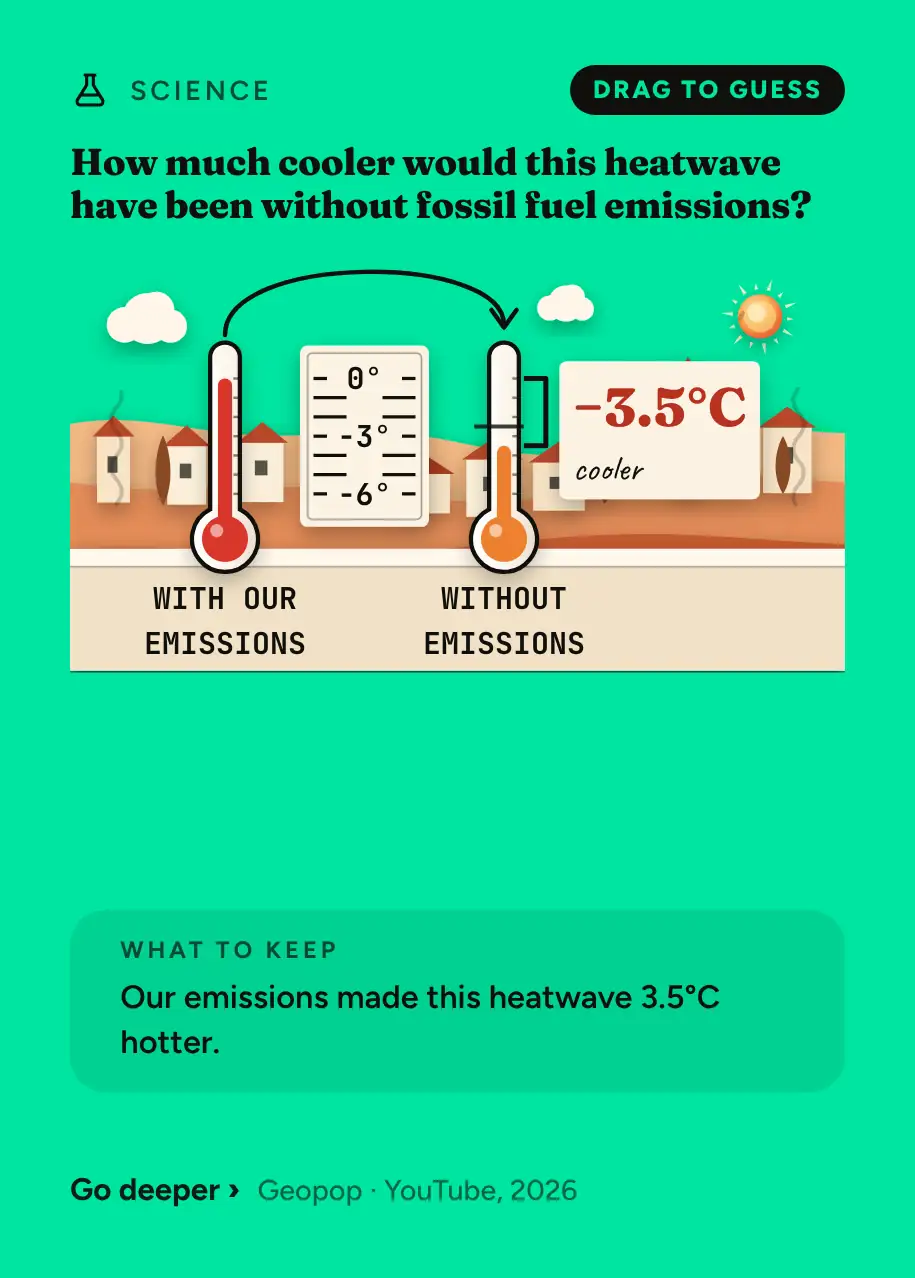 SCIENCE
DRAG TO GUESS
How much cooler would this heatwave
have been without fossil fuel emissions?
0°
-3°
-6°
−3.5°C
cooler
WITH OUR
EMISSIONS
WITHOUT
EMISSIONS
WHAT TO KEEP
Our emissions made this heatwave 3.5°C
hotter.
Go deeper › Geopop · YouTube, 2026